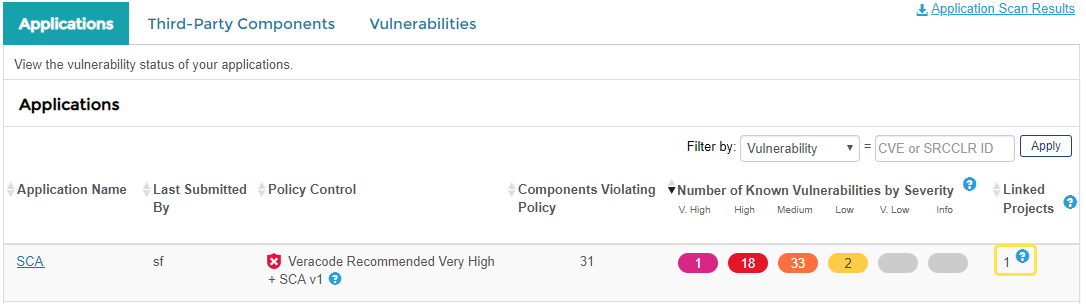 Applications Third-Party Components Vulnerabilities Application Scan Results
View the vulnerability status of your applications.
Applications
Filter by: Vulnerability = CVE or SRCCLR ID Apply
Application Name Last Submitted By Policy Control Components Violating Policy Number of Known Vulnerabilities by Severity ? Linked Projects ?
V. High High Medium Low V. Low Info
SCA sf Veracode Recommended Very High + SCA v1 ? 31 1 18 33 2 1 ?